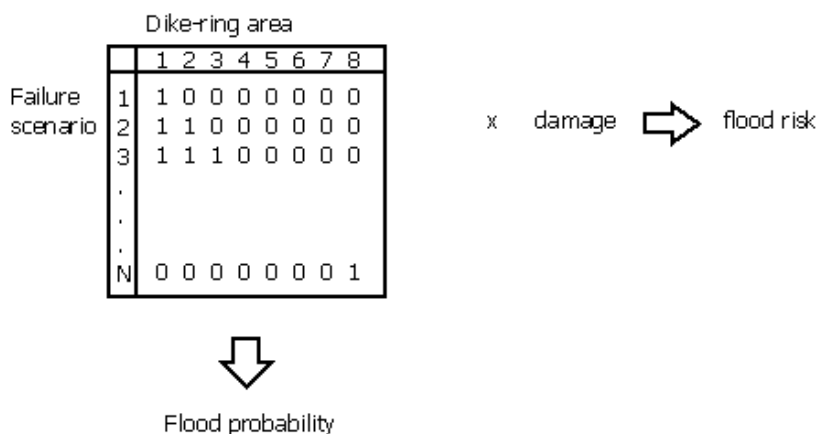 Dike-ring area
1 2 3 4 5 6 7 8
Failure
scenario
1 1 0 0 0 0 0 0 0
2 1 1 0 0 0 0 0 0
3 1 1 1 0 0 0 0 0
.
.
.
N 0 0 0 0 0 0 0 1
x damage flood risk
Flood probability